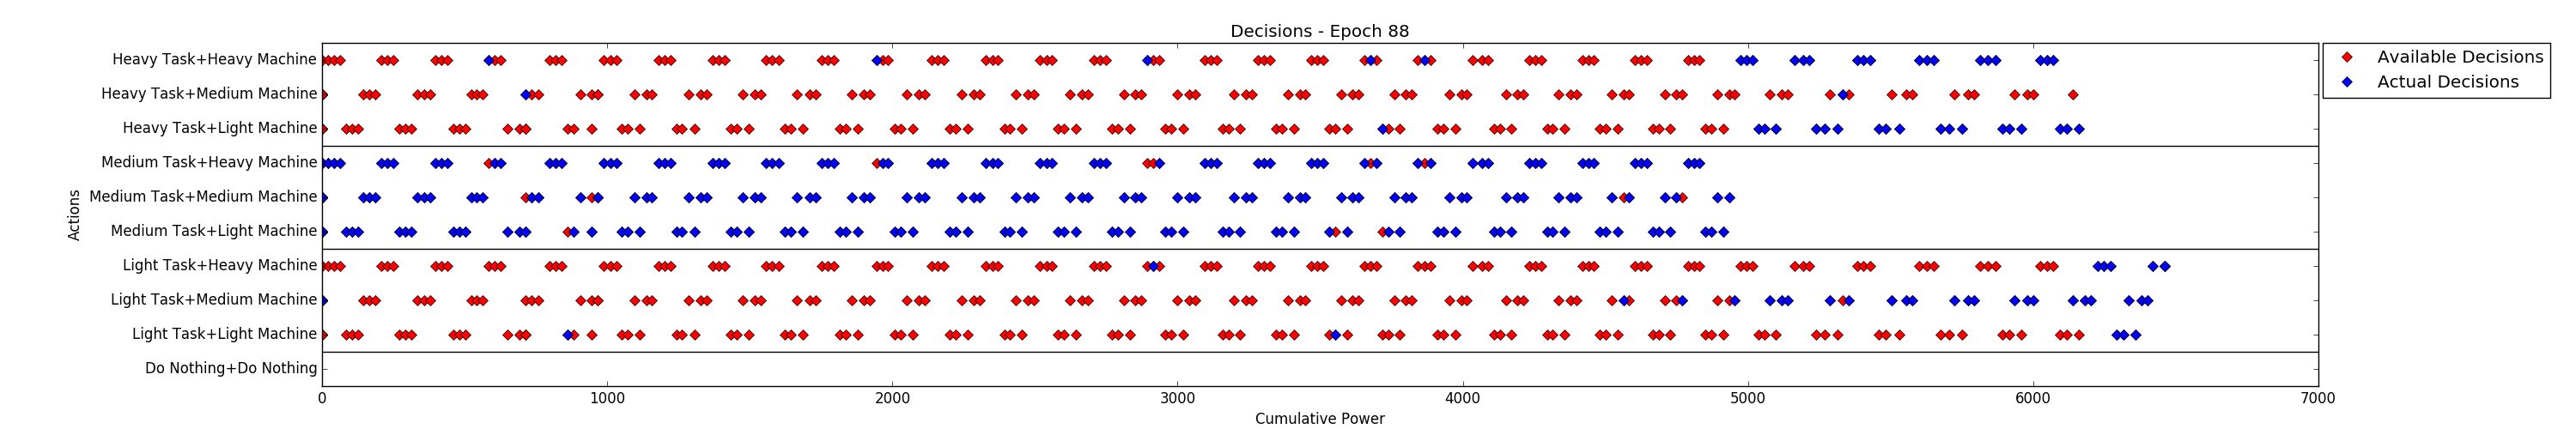 Decisions - Epoch 88
Heavy Task+Heavy Machine
Heavy Task+Medium Machine
Heavy Task+Light Machine
Medium Task+Heavy Machine
Medium Task+Medium Machine
Medium Task+Light Machine
Light Task+Heavy Machine
Light Task+Medium Machine
Light Task+Light Machine
Do Nothing+Do Nothing
Actions
0 1000 2000 3000 4000 5000 6000 7000
Cumulative Power
Available Decisions
Actual Decisions